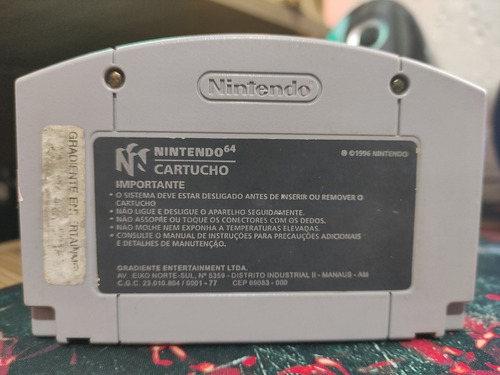 Nintendo
NINTENDO 64
CARTUCHO
® ©1996 NINTENDO
IMPORTANTE
• O SISTEMA DEVE ESTAR DESLIGADO ANTES DE INSERIR OU REMOVER O
CARTUCHO
• NÃO LIGUE E DESLIGUE O APARELHO SEGUIDAMENTE.
• NÃO ASSOPRE OU TOQUE OS CONECTORES COM OS DEDOS.
• NÃO MOLHE NEM EXPONHA A TEMPERATURAS ELEVADAS.
• CONSULTE O MANUAL DE INSTRUÇÕES PARA PRECAUÇÕES ADICIONAIS
E DETALHES DE MANUTENÇÃO.
GRADIENTE ENTERTAINMENT LTDA.
AV. EIXO NORTE-SUL, Nº 5359 - DISTRITO INDUSTRIAL II - MANAUS - AM
C.G.C. 23.010.804 / 0001 - 77 CEP 69083 - 000
GRADIENTE